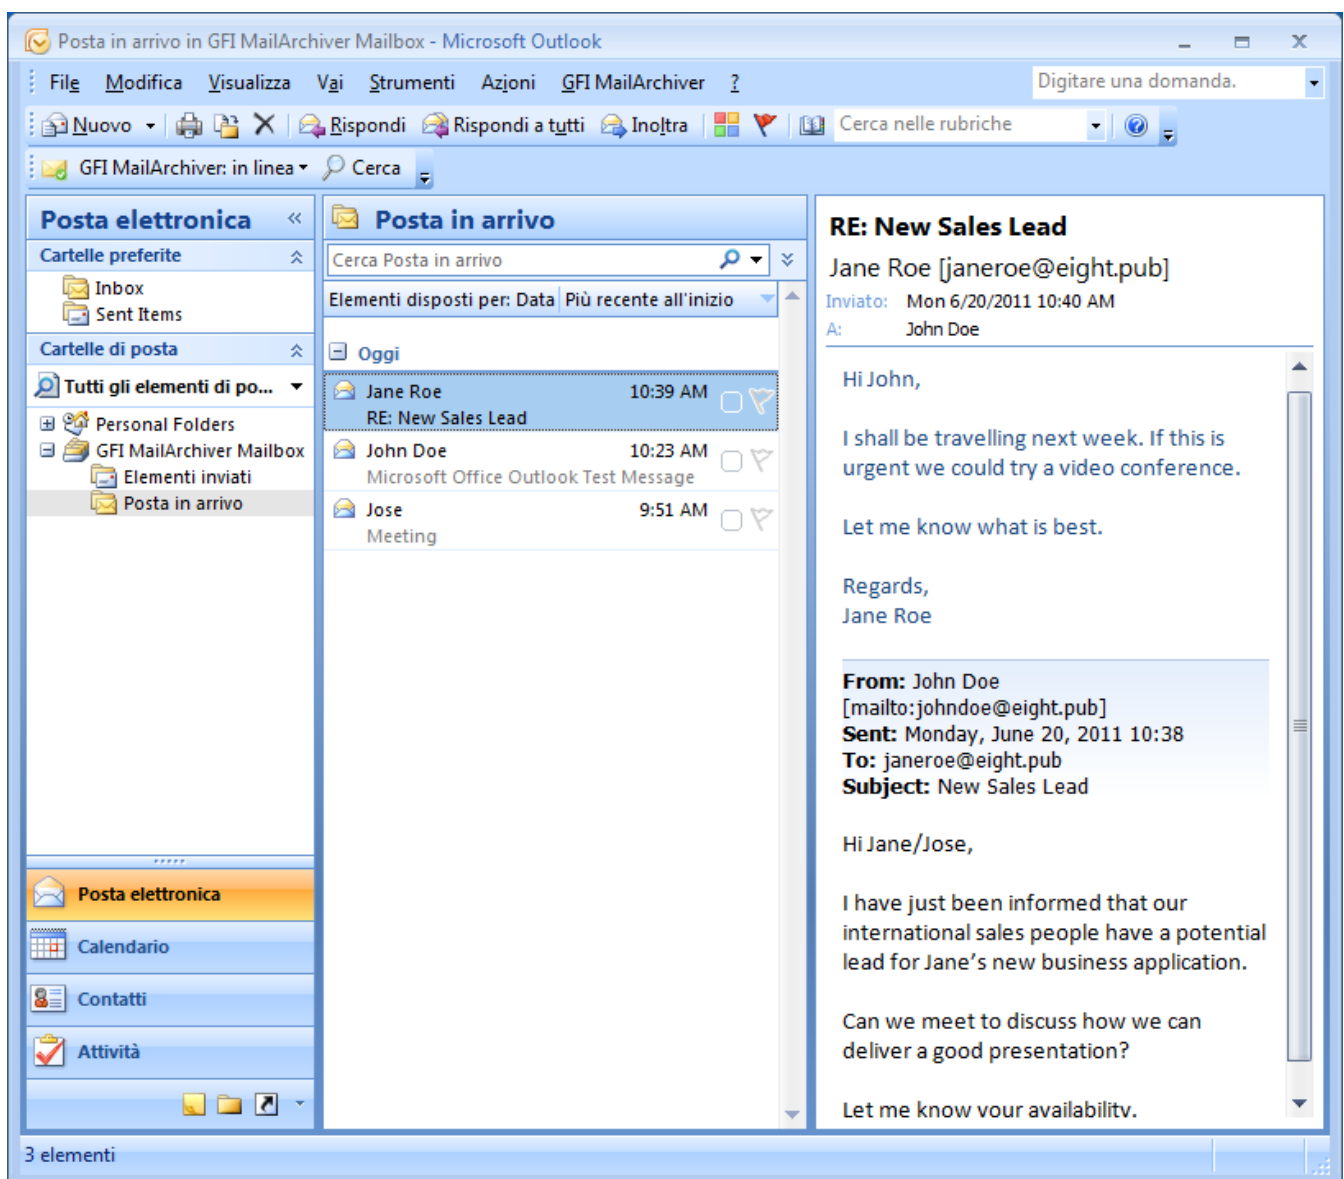 Posta in arrivo in GFI MailArchiver Mailbox - Microsoft Outlook
File Modifica Visualizza Vai Strumenti Azioni GFI MailArchiver ? Digitare una domanda.
Nuovo Rispondi Rispondi a tutti Inoltra Cerca nelle rubriche
GFI MailArchiver: in linea Cerca
Posta elettronica «
Cartelle preferite
Inbox
Sent Items
Cartelle di posta
Tutti gli elementi di po...
Personal Folders
GFI MailArchiver Mailbox
Elementi inviati
Posta in arrivo
Posta elettronica
Calendario
Contatti
Attività
Posta in arrivo
Cerca Posta in arrivo
Elementi disposti per: Data Più recente all'inizio
Oggi
Jane Roe 10:39 AM
RE: New Sales Lead
John Doe 10:23 AM
Microsoft Office Outlook Test Message
Jose 9:51 AM
Meeting
RE: New Sales Lead
Jane Roe [janeroe@eight.pub]
Inviato: Mon 6/20/2011 10:40 AM
A: John Doe
Hi John,
I shall be travelling next week. If this is
urgent we could try a video conference.
Let me know what is best.
Regards,
Jane Roe
From: John Doe
[mailto:johndoe@eight.pub]
Sent: Monday, June 20, 2011 10:38
To: janeroe@eight.pub
Subject: New Sales Lead
Hi Jane/Jose,
I have just been informed that our
international sales people have a potential
lead for Jane's new business application.
Can we meet to discuss how we can
deliver a good presentation?
Let me know your availability.
3 elementi